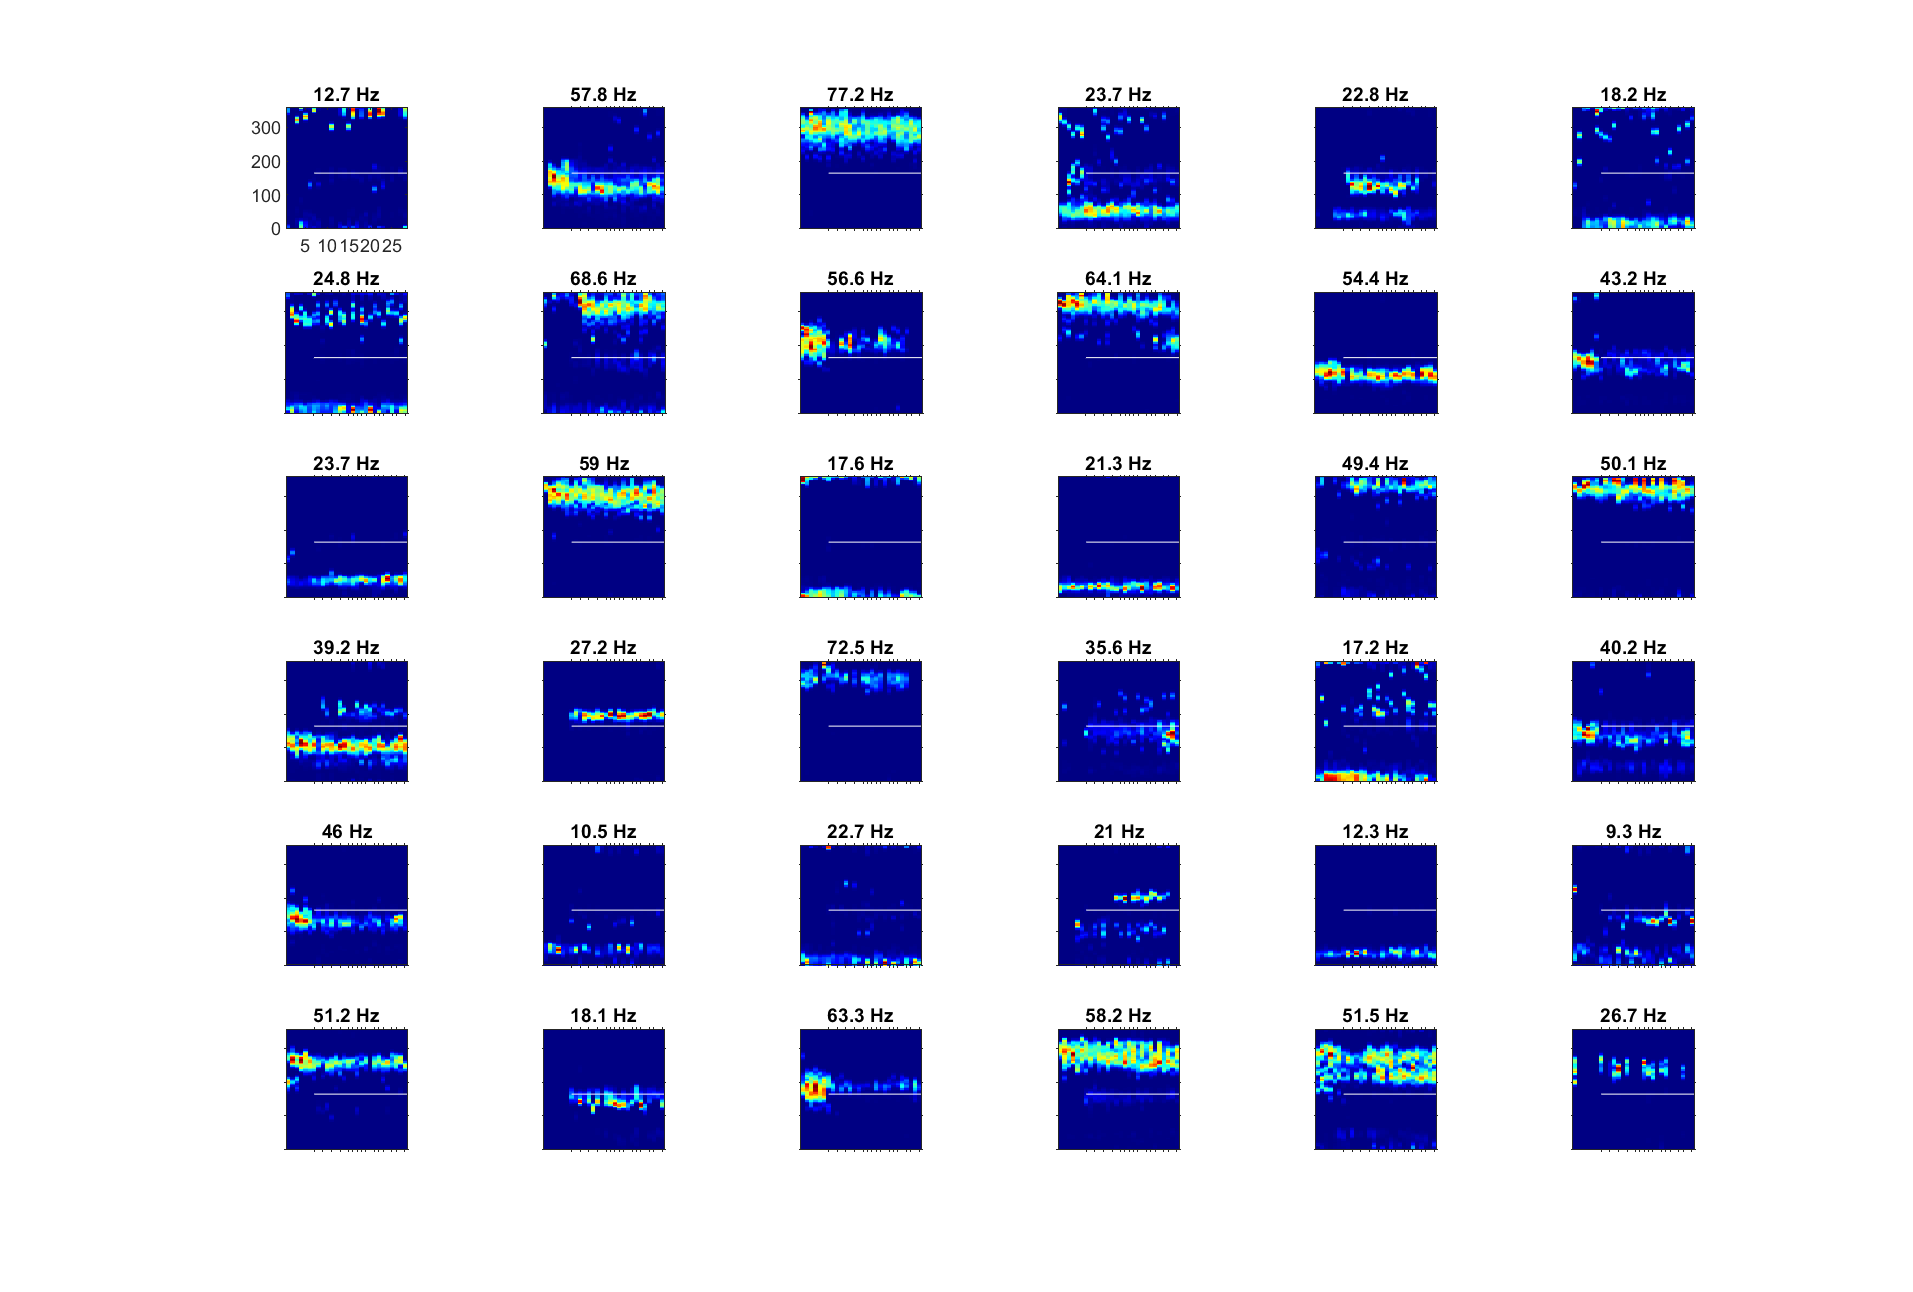 12.7 Hz 57.8 Hz 77.2 Hz 23.7 Hz 22.8 Hz 18.2 Hz
300
200
100
0
5 10 15 20 25
24.8 Hz 68.6 Hz 56.6 Hz 64.1 Hz 54.4 Hz 43.2 Hz
23.7 Hz 59 Hz 17.6 Hz 21.3 Hz 49.4 Hz 50.1 Hz
39.2 Hz 27.2 Hz 72.5 Hz 35.6 Hz 17.2 Hz 40.2 Hz
46 Hz 10.5 Hz 22.7 Hz 21 Hz 12.3 Hz 9.3 Hz
51.2 Hz 18.1 Hz 63.3 Hz 58.2 Hz 51.5 Hz 26.7 Hz